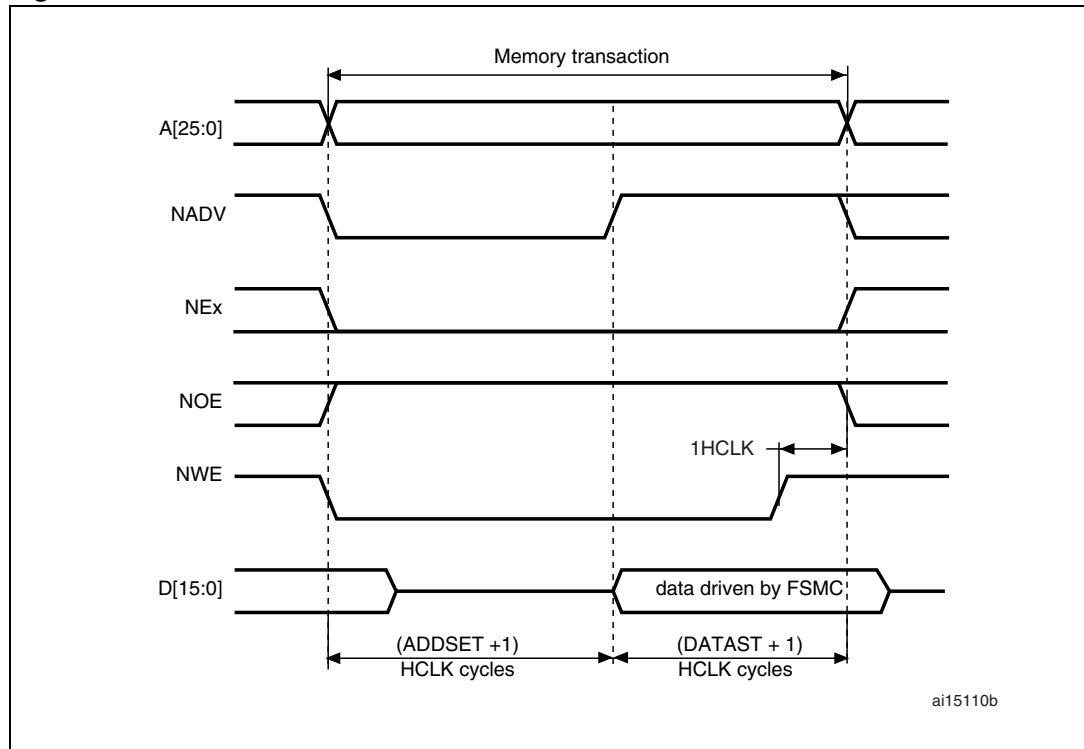 Memory transaction
A[25:0]
NADV
NEx
NOE
1HCLK
NWE
D[15:0]
data driven by FSMC
(ADDSET +1)
HCLK cycles
(DATAST + 1)
HCLK cycles
ai15110b